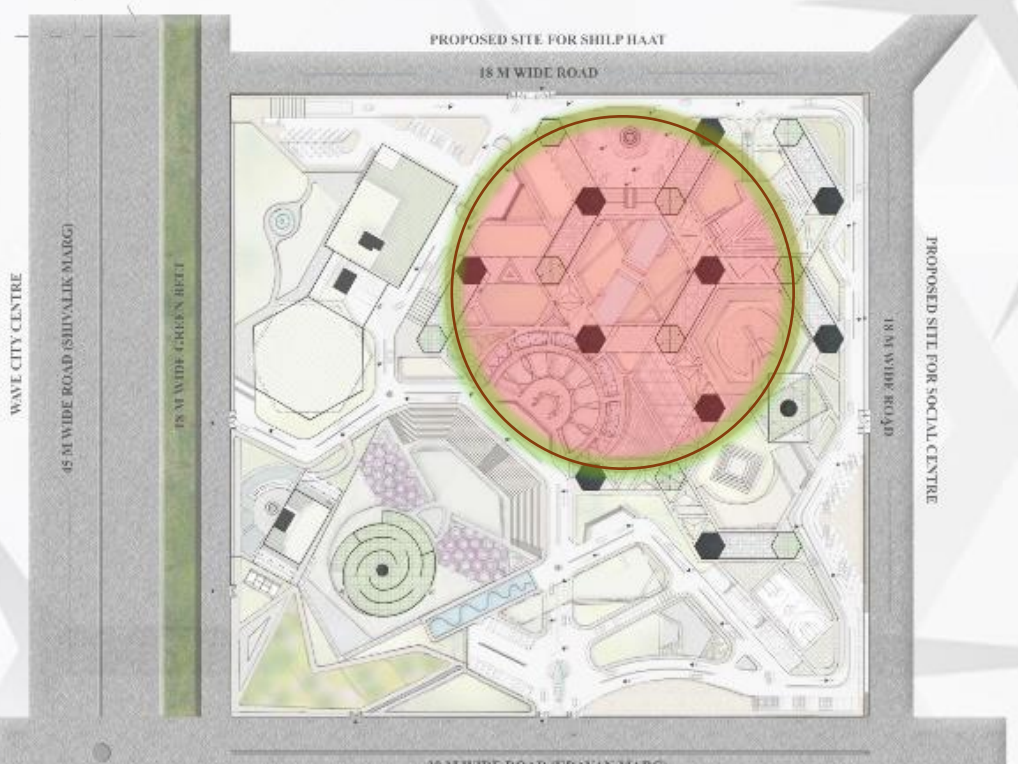 PROPOSED SITE FOR SHILP HAAT
18 M WIDE ROAD
WAVE CITY CENTRE
45 M WIDE ROAD (SHIVALIK MARG)
18 M WIDE GREEN BELT
18 M WIDE ROAD
PROPOSED SITE FOR SOCIAL CENTRE